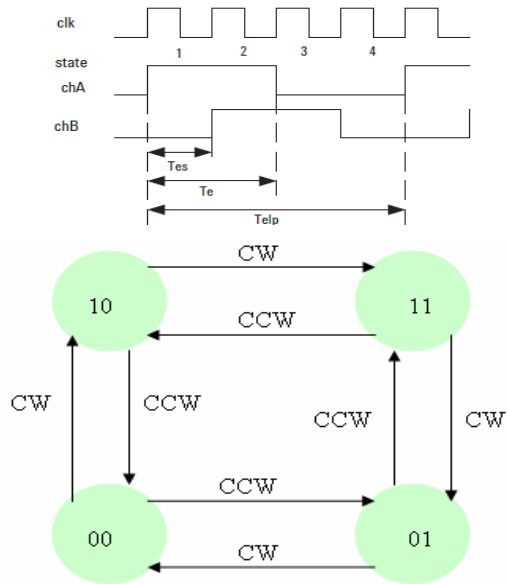 clk
1 2 3 4
state
chA
chB
Tes
Te
Telp
CW
10 11
CCW
CW CCW CCW CW
CCW
00 01
CW